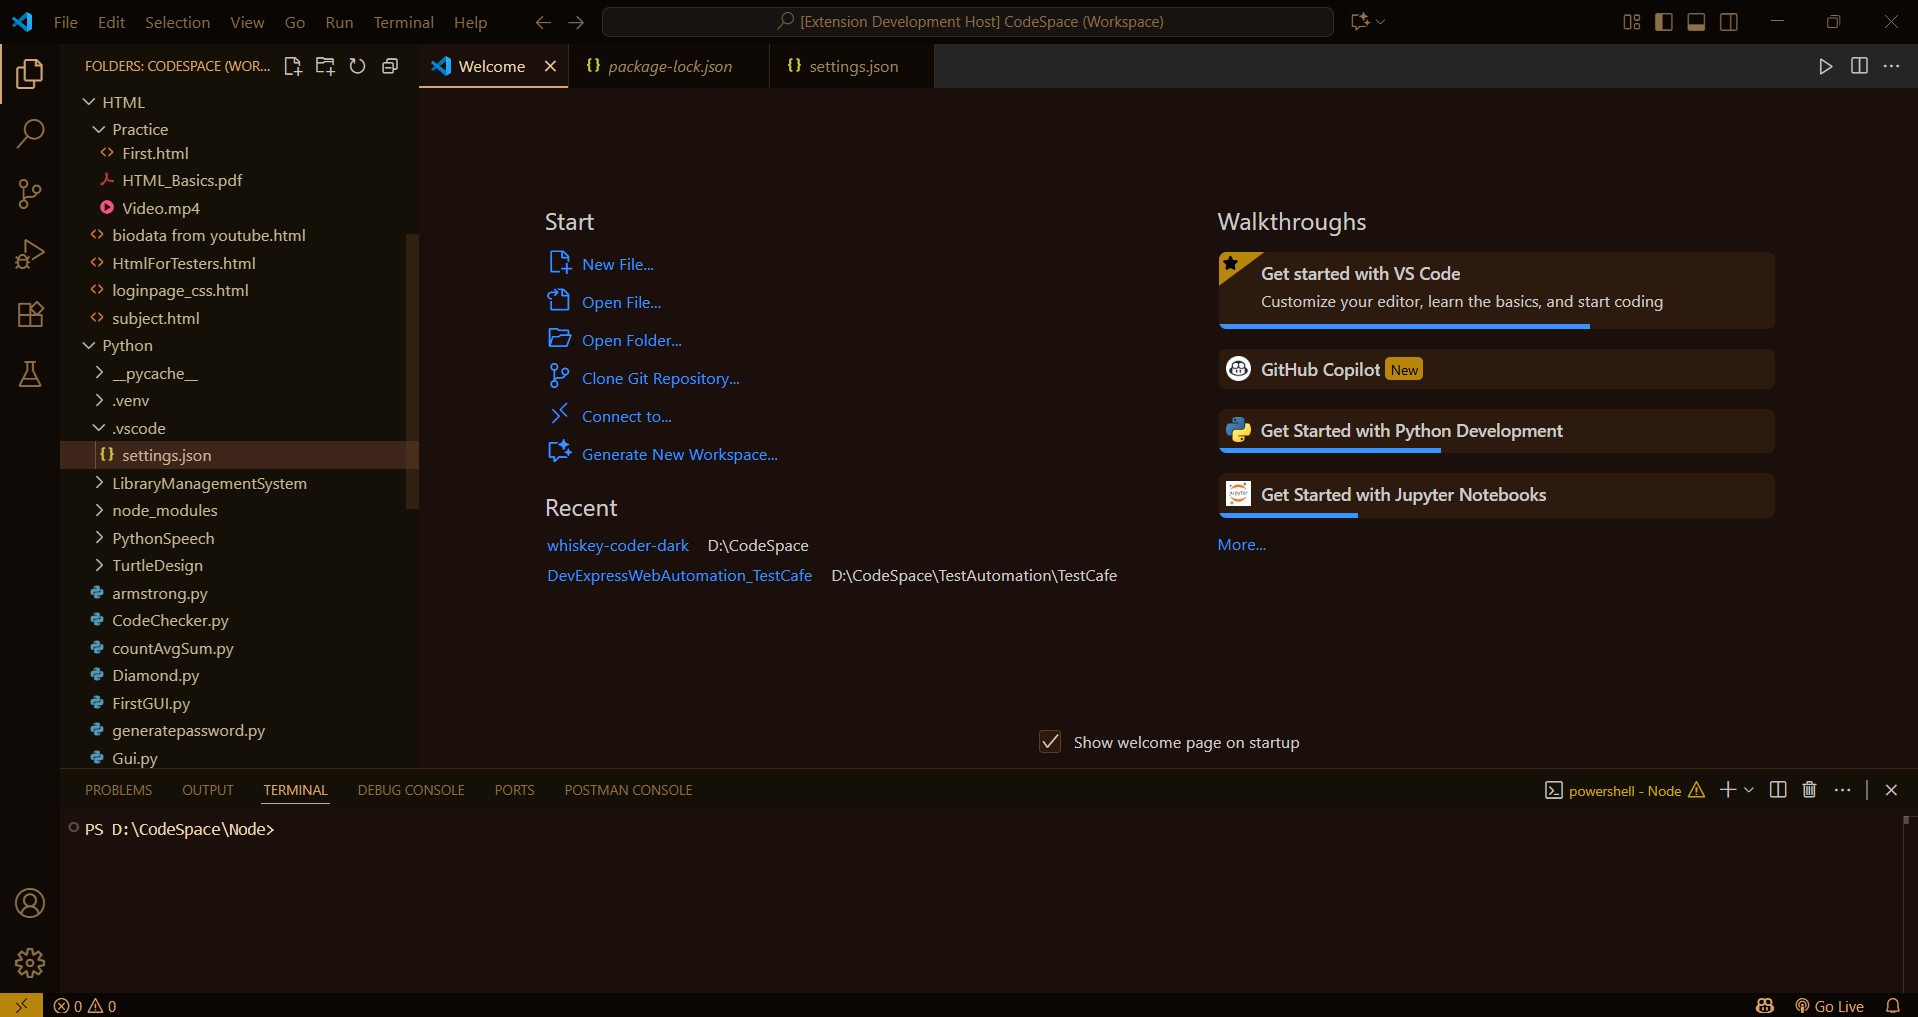 File Edit Selection View Go Run Terminal Help
[Extension Development Host] CodeSpace (Workspace)
FOLDERS: CODESPACE (WOR...
Welcome
package-lock.json
settings.json
HTML
Practice
First.html
HTML_Basics.pdf
Video.mp4
biodata from youtube.html
HtmlForTesters.html
loginpage_css.html
subject.html
Python
__pycache__
.venv
.vscode
settings.json
LibraryManagementSystem
node_modules
PythonSpeech
TurtleDesign
armstrong.py
CodeChecker.py
countAvgSum.py
Diamond.py
FirstGUI.py
generatepassword.py
Gui.py
Start
New File...
Open File...
Open Folder...
Clone Git Repository...
Connect to...
Generate New Workspace...
Recent
whiskey-coder-dark D:\CodeSpace
DevExpressWebAutomation_TestCafe D:\CodeSpace\TestAutomation\TestCafe
Walkthroughs
Get started with VS Code
Customize your editor, learn the basics, and start coding
GitHub Copilot New
Get Started with Python Development
jupyter
Get Started with Jupyter Notebooks
More...
Show welcome page on startup
PROBLEMS OUTPUT TERMINAL DEBUG CONSOLE PORTS POSTMAN CONSOLE
powershell - Node
PS D:\CodeSpace\Node>
0 0
Go Live